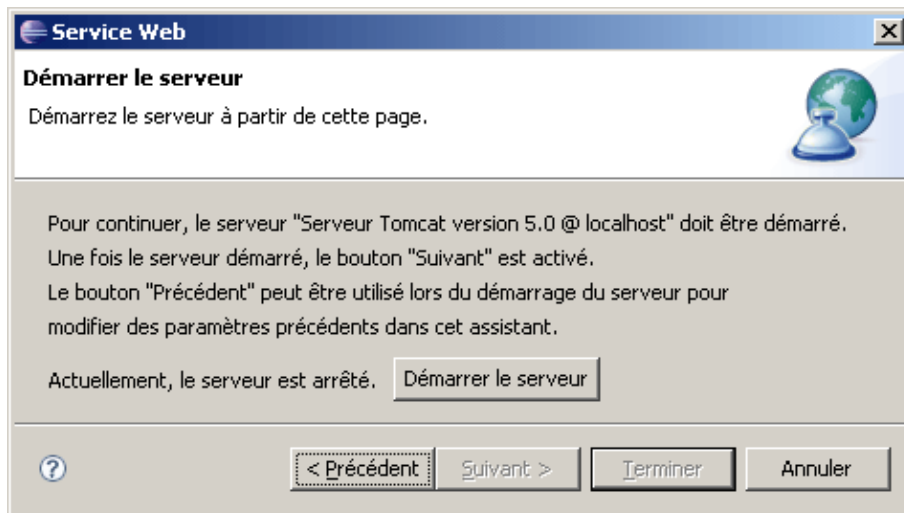 Service Web
Démarrer le serveur
Démarrez le serveur à partir de cette page.
Pour continuer, le serveur "Serveur Tomcat version 5.0 @ localhost" doit être démarré.
Une fois le serveur démarré, le bouton "Suivant" est activé.
Le bouton "Précédent" peut être utilisé lors du démarrage du serveur pour
modifier des paramètres précédents dans cet assistant.
Actuellement, le serveur est arrêté. Démarrer le serveur
? < Précédent Suivant > Terminer Annuler